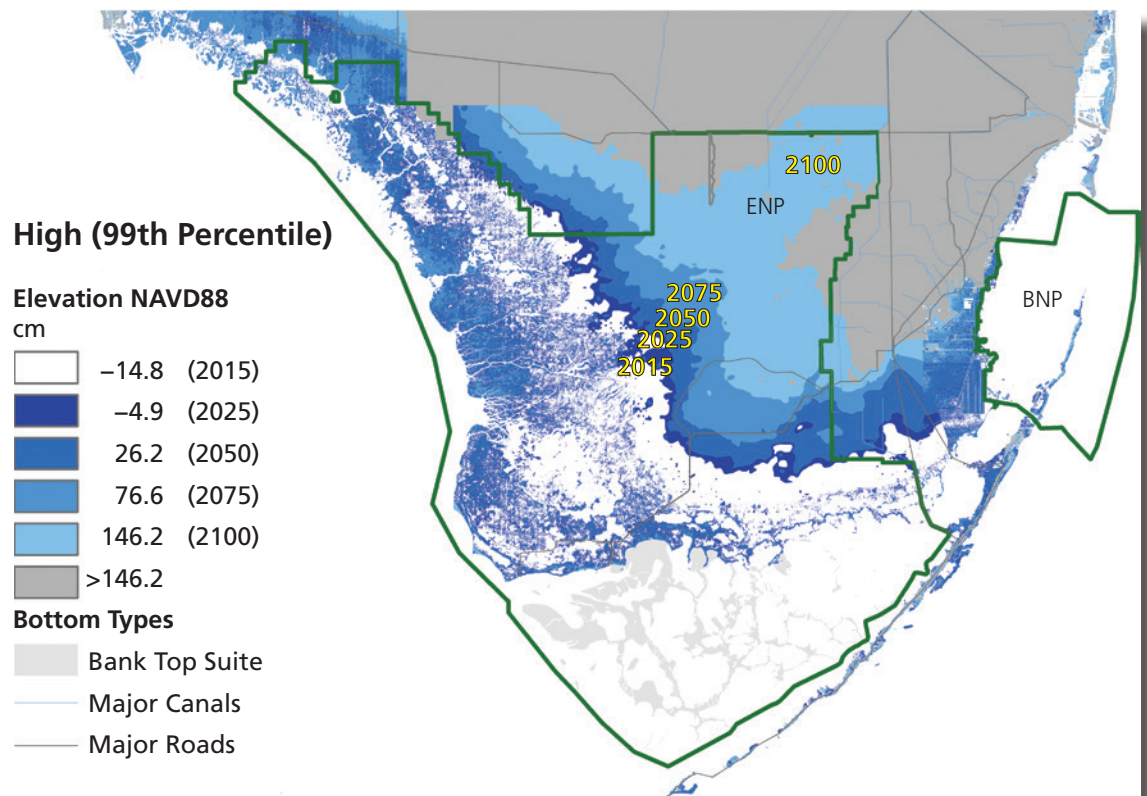 High (99th Percentile)
Elevation NAVD88
cm
–14.8 (2015)
–4.9 (2025)
26.2 (2050)
76.6 (2075)
146.2 (2100)
>146.2
Bottom Types
Bank Top Suite
Major Canals
Major Roads
2100
ENP
BNP
2075
2050
2025
2015